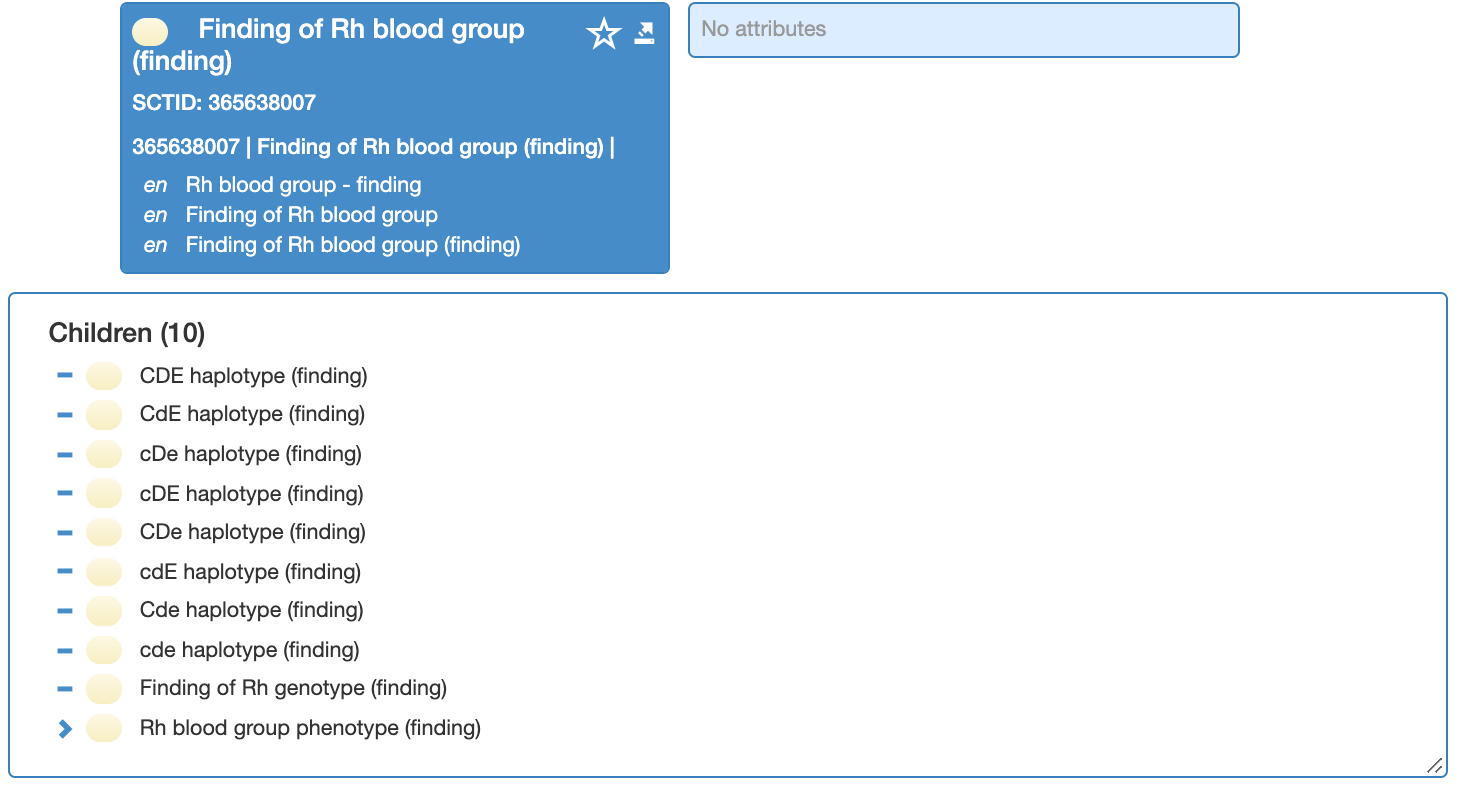 Finding of Rh blood group
(finding)
SCTID: 365638007
365638007 | Finding of Rh blood group (finding) |
en Rh blood group - finding
en Finding of Rh blood group
en Finding of Rh blood group (finding)
No attributes
Children (10)
CDE haplotype (finding)
CdE haplotype (finding)
cDe haplotype (finding)
cDE haplotype (finding)
CDe haplotype (finding)
cdE haplotype (finding)
Cde haplotype (finding)
cde haplotype (finding)
Finding of Rh genotype (finding)
Rh blood group phenotype (finding)